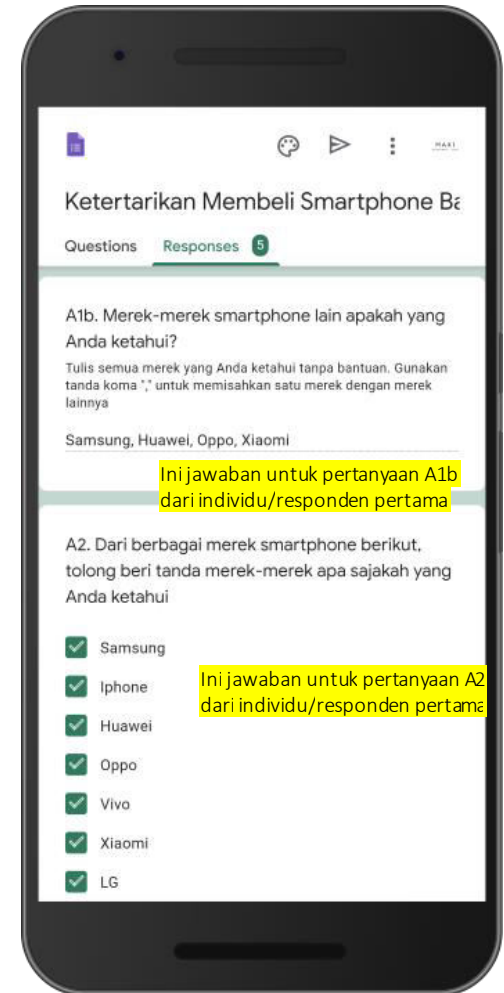 MAKI
Ketertarikan Membeli Smartphone Ba
Questions Responses 5
A1b. Merek-merek smartphone lain apakah yang
Anda ketahui?
Tulis semua merek yang Anda ketahui tanpa bantuan. Gunakan
tanda koma "," untuk memisahkan satu merek dengan merek
lainnya
Samsung, Huawei, Oppo, Xiaomi
Ini jawaban untuk pertanyaan A1b
dari individu/responden pertama
A2. Dari berbagai merek smartphone berikut,
tolong beri tanda merek-merek apa sajakah yang
Anda ketahui
Samsung
Iphone
Ini jawaban untuk pertanyaan A2
dari individu/responden pertama
Huawei
Oppo
Vivo
Xiaomi
LG